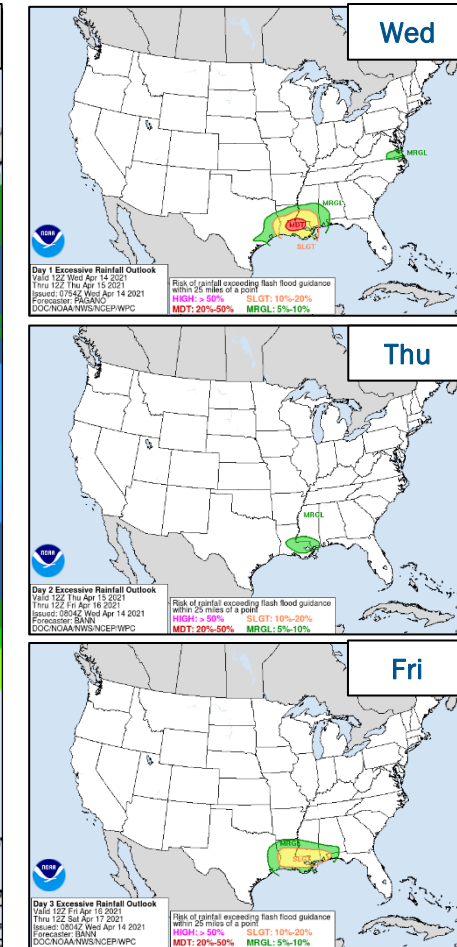 Wed
MRGL
MRGL
MDT
SLGT
NOAA
Day 1 Excessive Rainfall Outlook
Valid 12Z Wed Apr 14 2021
Thru 12Z Thu Apr 15 2021
Issued: 0754Z Wed Apr 14 2021
Forecaster: PAGANO
DOC/NOAA/NWS/NCEP/WPC
Risk of rainfall exceeding flash flood guidance
within 25 miles of a point
HIGH: > 50% SLGT: 10%-20%
MDT: 20%-50% MRGL: 5%-10%
Thu
MRGL
NOAA
Day 2 Excessive Rainfall Outlook
Valid 12Z Thu Apr 15 2021
Thru 12Z Fri Apr 16 2021
Issued: 0804Z Wed Apr 14 2021
Forecaster: BANN
DOC/NOAA/NWS/NCEP/WPC
Risk of rainfall exceeding flash flood guidance
within 25 miles of a point
HIGH: > 50% SLGT: 10%-20%
MDT: 20%-50% MRGL: 5%-10%
Fri
MRGL
SLGT
NOAA
Day 3 Excessive Rainfall Outlook
Valid 12Z Fri Apr 16 2021
Thru 12Z Sat Apr 17 2021
Issued: 0804Z Wed Apr 14 2021
Forecaster: BANN
DOC/NOAA/NWS/NCEP/WPC
Risk of rainfall exceeding flash flood guidance
within 25 miles of a point
HIGH: > 50% SLGT: 10%-20%
MDT: 20%-50% MRGL: 5%-10%